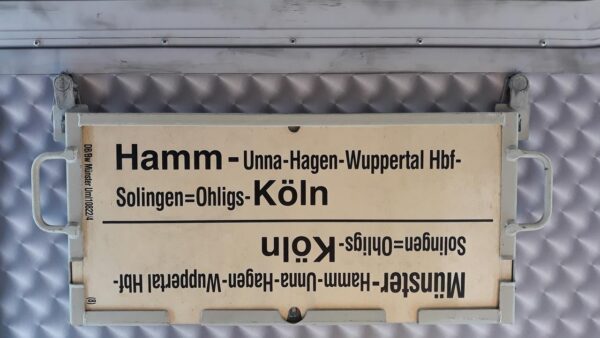 Hamm-Unna-Hagen-Wuppertal Hbf-
Solingen=Ohligs-Köln
Münster-Hamm-Unna-Hagen-Wuppertal Hbf-
Solingen=Ohligs-Köln